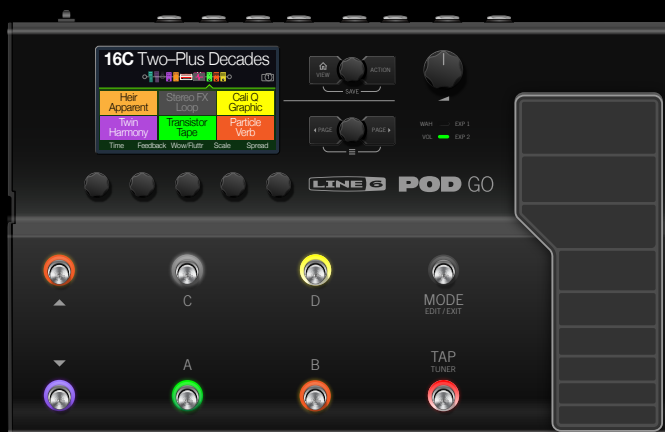 16C Two-Plus Decades
Heir Apparent
Stereo FX Loop
Cali Q Graphic
Twin Harmony
Transistor Tape
Particle Verb
Time Feedback Wow/Fluttr Scale Spread
VIEW
ACTION
SAVE
PAGE
PAGE
WAH EXP 1
VOL EXP 2
LINE 6 POD GO
C
D
MODE
EDIT/EXIT
A
B
TAP
TUNER